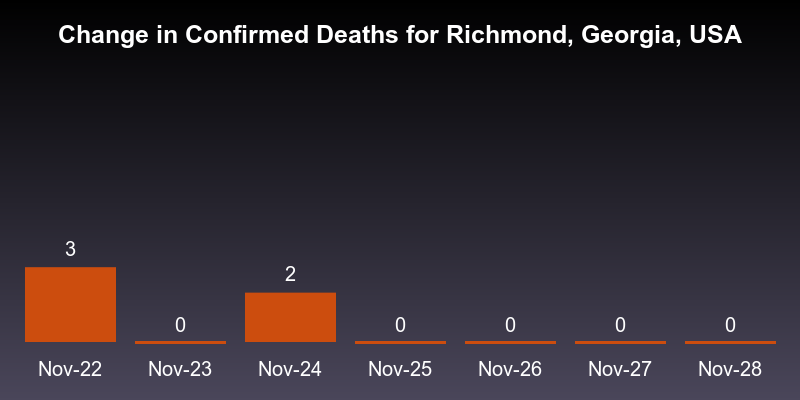 Change in Confirmed Deaths for Richmond, Georgia, USA
3
0
2
0
0
0
0
Nov-22
Nov-23
Nov-24
Nov-25
Nov-26
Nov-27
Nov-28